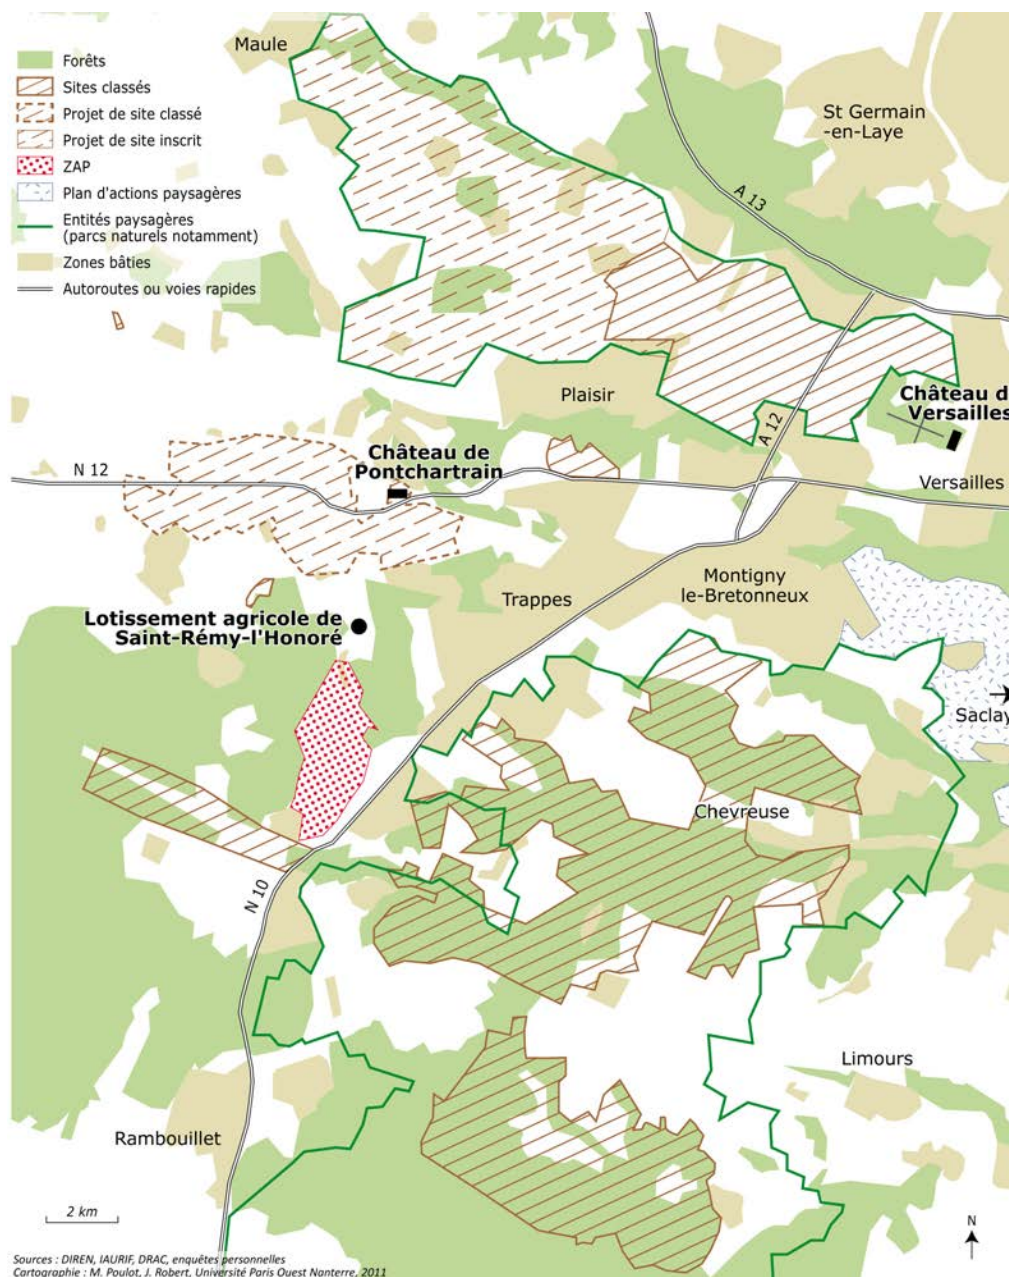 Forêts
Sites classés
Projet de site classé
Projet de site inscrit
ZAP
Plan d'actions paysagères
Entités paysagères
(parcs naturels notamment)
Zones bâties
Autoroutes ou voies rapides
Maule
St Germain
-en-Laye
A 13
Plaisir
Château d
Versailles
A 12
Château de
Pontchartrain
N 12
Versailles
Trappes
Montigny
le-Bretonneux
Lotissement agricole de
Saint-Rémy-l'Honoré
Saclay
Chevreuse
N 10
Limours
Rambouillet
2 km
N
Sources : DIREN, IAURIF, DRAC, enquêtes personnelles
Cartographie : M. Poulot, J. Robert, Université Paris Ouest Nanterre, 2011